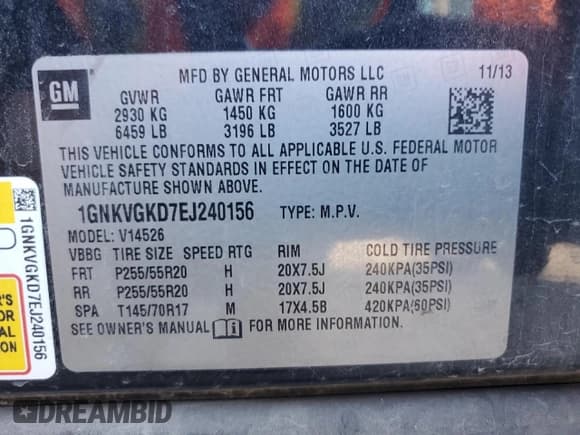 GM
MFD BY GENERAL MOTORS LLC 11/13
GVWR GAWR FRT GAWR RR
2930 KG 1450 KG 1600 KG
6459 LB 3196 LB 3527 LB
THIS VEHICLE CONFORMS TO ALL APPLICABLE U.S. FEDERAL MOTOR
VEHICLE SAFETY STANDARDS IN EFFECT ON THE DATE OF
MANUFACTURE SHOWN ABOVE.
1GNKVGKD7EJ240156 TYPE: M.P.V.
MODEL: V14526
VBBG TIRE SIZE SPEED RTG RIM COLD TIRE PRESSURE
FRT P255/55R20 H 20X7.5J 240KPA(35PSI)
RR P255/55R20 H 20X7.5J 240KPA(35PSI)
SPA T145/70R17 M 17X4.5B 420KPA(60PSI)
SEE OWNER'S MANUAL i FOR MORE INFORMATION.
1GNKVGKD7EJ240156
R'S
OR
AL
ON
DREAMBID